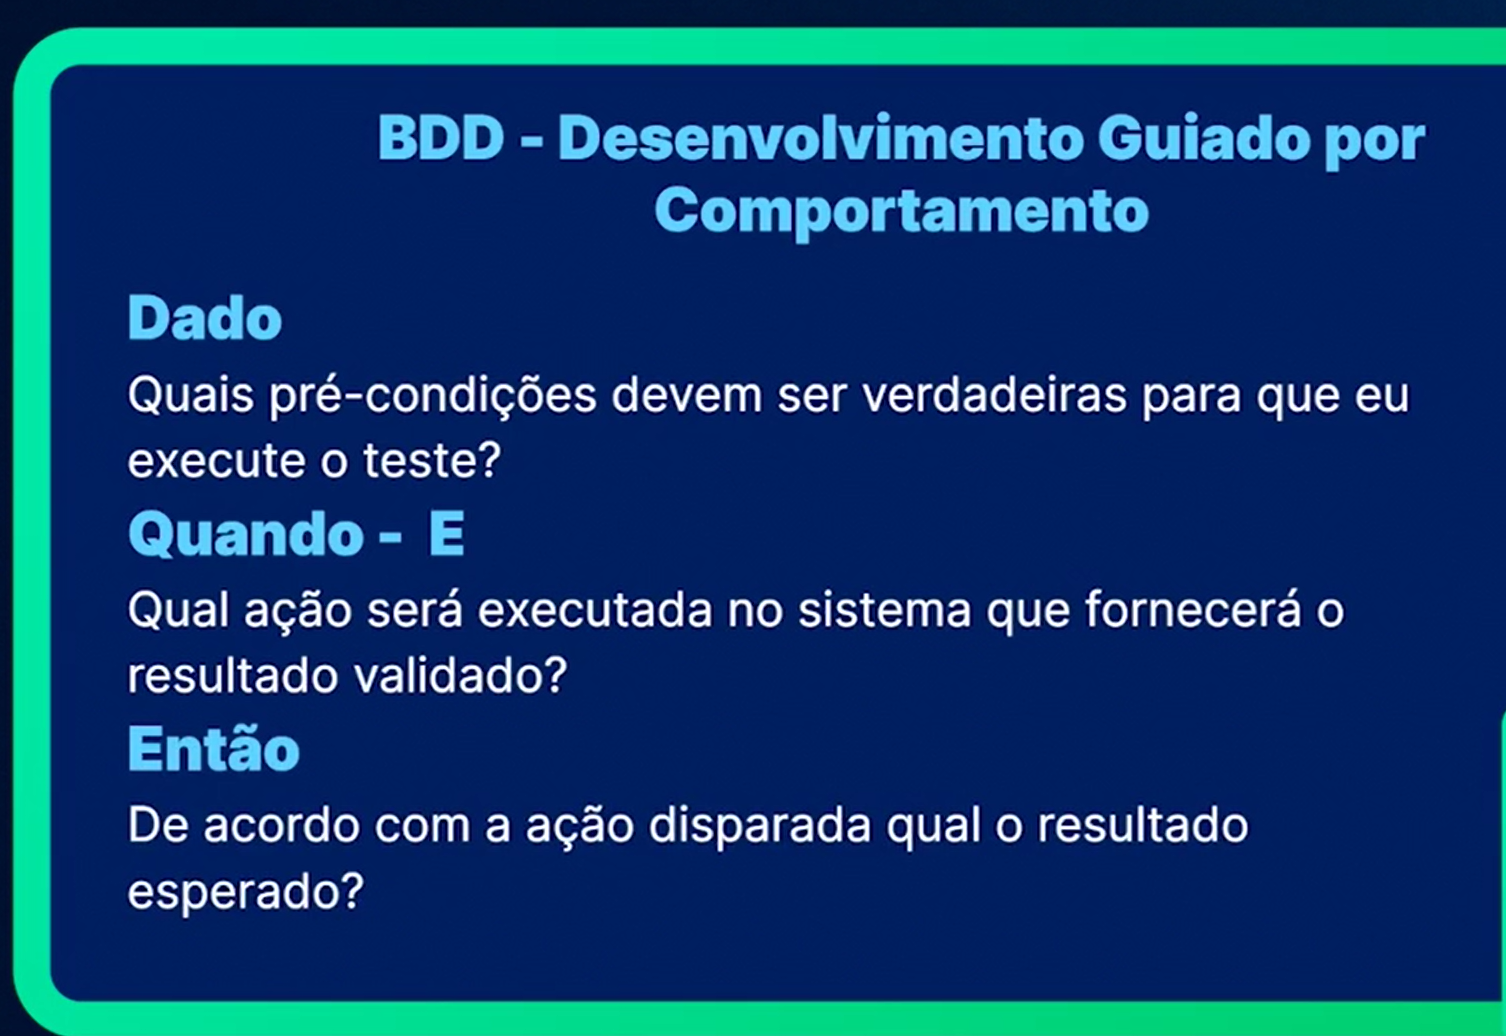 BDD - Desenvolvimento Guiado por
Comportamento
Dado
Quais pré-condições devem ser verdadeiras para que eu
execute o teste?
Quando - E
Qual ação será executada no sistema que fornecerá o
resultado validado?
Então
De acordo com a ação disparada qual o resultado
esperado?